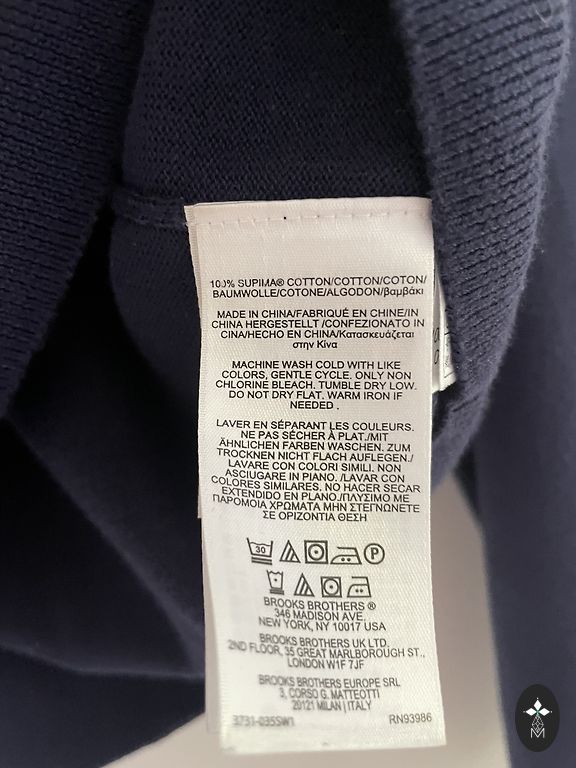 100% SUPIMA® COTTON/COTTON/COTON/
BAUMWOLLE/COTONE/ALGODON/βαμβάκι
MADE IN CHINA/FABRIQUÉ EN CHINE/IN
CHINA HERGESTELLT /CONFEZIONATO IN
CINA/HECHO EN CHINA/Κατασκευάζεται
στην Κίνα
MACHINE WASH COLD WITH LIKE
COLORS, GENTLE CYCLE. ONLY NON
CHLORINE BLEACH. TUMBLE DRY LOW.
DO NOT DRY FLAT. WARM IRON IF
NEEDED .
LAVER EN SÉPARANT LES COULEURS.
NE PAS SÉCHER À PLAT./MIT
ÄHNLICHEN FARBEN WASCHEN. ZUM
TROCKNEN NICHT FLACH AUFLEGEN./
LAVARE CON COLORI SIMILI. NON
ASCIUGARE IN PIANO./LAVAR CON
COLORES SIMILARES. NO HACER SECAR
EXTENDIDO EN PLANO./ΠΛΥΣΙΜΟ ΜΕ
ΠΑΡΟΜΟΙΑ ΧΡΩΜΑΤΑ ΜΗΝ ΣΤΕΓΝΩΝΕΤΕ
ΣΕ ΟΡΙΖΟΝΤΙΑ ΘΕΣΗ
30 P
BROOKS BROTHERS ®
346 MADISON AVE.
NEW YORK, NY 10017 USA
BROOKS BROTHERS UK LTD.
2ND FLOOR, 35 GREAT MARLBOROUGH ST.,
LONDON W1F 7JF
BROOKS BROTHERS EUROPE SRL
3, CORSO G. MATTEOTTI
20121 MILAN | ITALY
3731-035SW1 RN93986
M